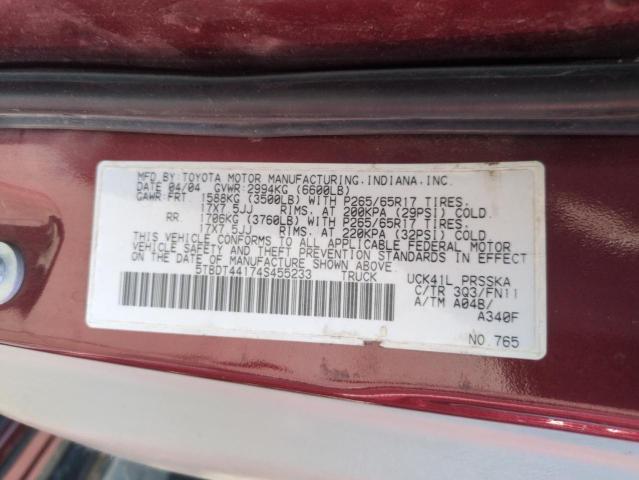 MFD.BY:TOYOTA MOTOR MANUFACTURING,INDIANA,INC.
DATE 04/04 GVWR:2994KG (6600LB)
GAWR:FRT 1588KG (3500LB) WITH P265/65R17 TIRES.
17X7.5JJ RIMS. AT 200KPA (29PSI) COLD.
RR 1706KG (3760LB) WITH P265/65R17 TIRES.
17X7.5JJ RIMS. AT 220KPA (32PSI) COLD.
THIS VEHICLE CONFORMS TO ALL APPLICABLE FEDERAL MOTOR
VEHICLE SAFETY AND THEFT PREVENTION STANDARDS IN EFFECT
ON THE DATE OF MANUFACTURE SHOWN ABOVE.
5TBDT44174S455233 TRUCK
UCK41L PRSSKA
C/TR 3Q3/FN11
A/TM A04B/
A340F
NO.765